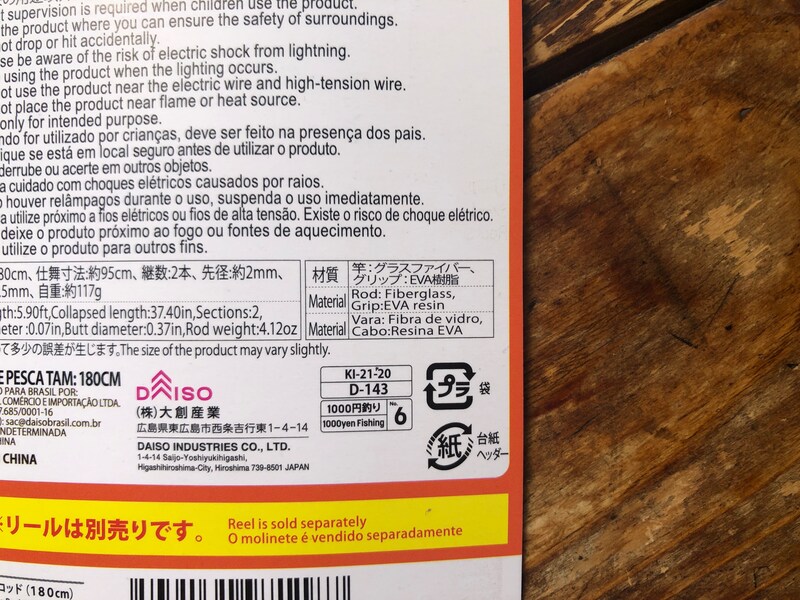 supervision is required when children use the product.
the product where you can ensure the safety of surroundings.
not drop or hit accidentally.
be aware of the risk of electric shock from lightning.
using the product when the lighting occurs.
not use the product near the electric wire and high-tension wire.
not place the product near flame or heat source.
only for intended purpose.
for utilizado por crianças, deve ser feito na presença dos pais.
se está em local seguro antes de utilizar o produto.
derrube ou acerte em outros objetos.
cuidado com choques elétricos causados por raios.
houver relâmpagos durante o uso, suspenda o uso imediatamente.
utilize próximo a fios elétricos ou fios de alta tensão. Existe o risco de choque elétrico.
deixe o produto próximo ao fogo ou fontes de aquecimento.
utilize o produto para outros fins.
80cm、仕舞寸法:約95cm、継数:2本、先径:約2mm、
.5mm、自重:約117g
gth:5.90ft,Collapsed length:37.40in,Sections:2,
meter:0.07in,Butt diameter:0.37in,Rod weight:4.12oz
材質 竿:グラスファイバー、
グリップ:EVA樹脂
Material Rod: Fiberglass,
Grip:EVA resin
Material Vara: Fibra de vidro,
Cabo:Resina EVA
て多少の誤差が生じます。The size of the product may vary slightly.
E PESCA TAM: 180CM
O PARA BRASIL POR:
COMÉRCIO E IMPORTAÇÃO LTDA.
7.685/0001-16
sac@daisobrasil.com.br
INDETERMINADA
HINA
CHINA
DAISO
(株)大創産業
広島県東広島市西条吉行東1-4-14
DAISO INDUSTRIES CO., LTD.
1-4-14 Saijo-Yoshiyukihigashi,
Higashihiroshima-City, Hiroshima 739-8501 JAPAN
KI-21-20
D-143
1000円釣り
1000yen Fishing
No. 6
プラ 袋
紙 台紙
ヘッダー
※リールは別売りです。
Reel is sold separately
O molinete é vendido separadamente
ロッド(180cm)